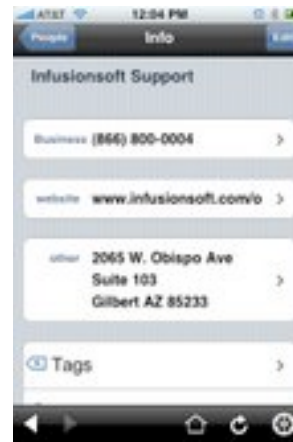 AT&T 12:04 PM
People Info Edit
Infusionsoft Support
Business (866) 800-0004
website www.infusionsoft.com/o
other 2065 W. Obispo Ave
Suite 103
Gilbert AZ 85233
Tags